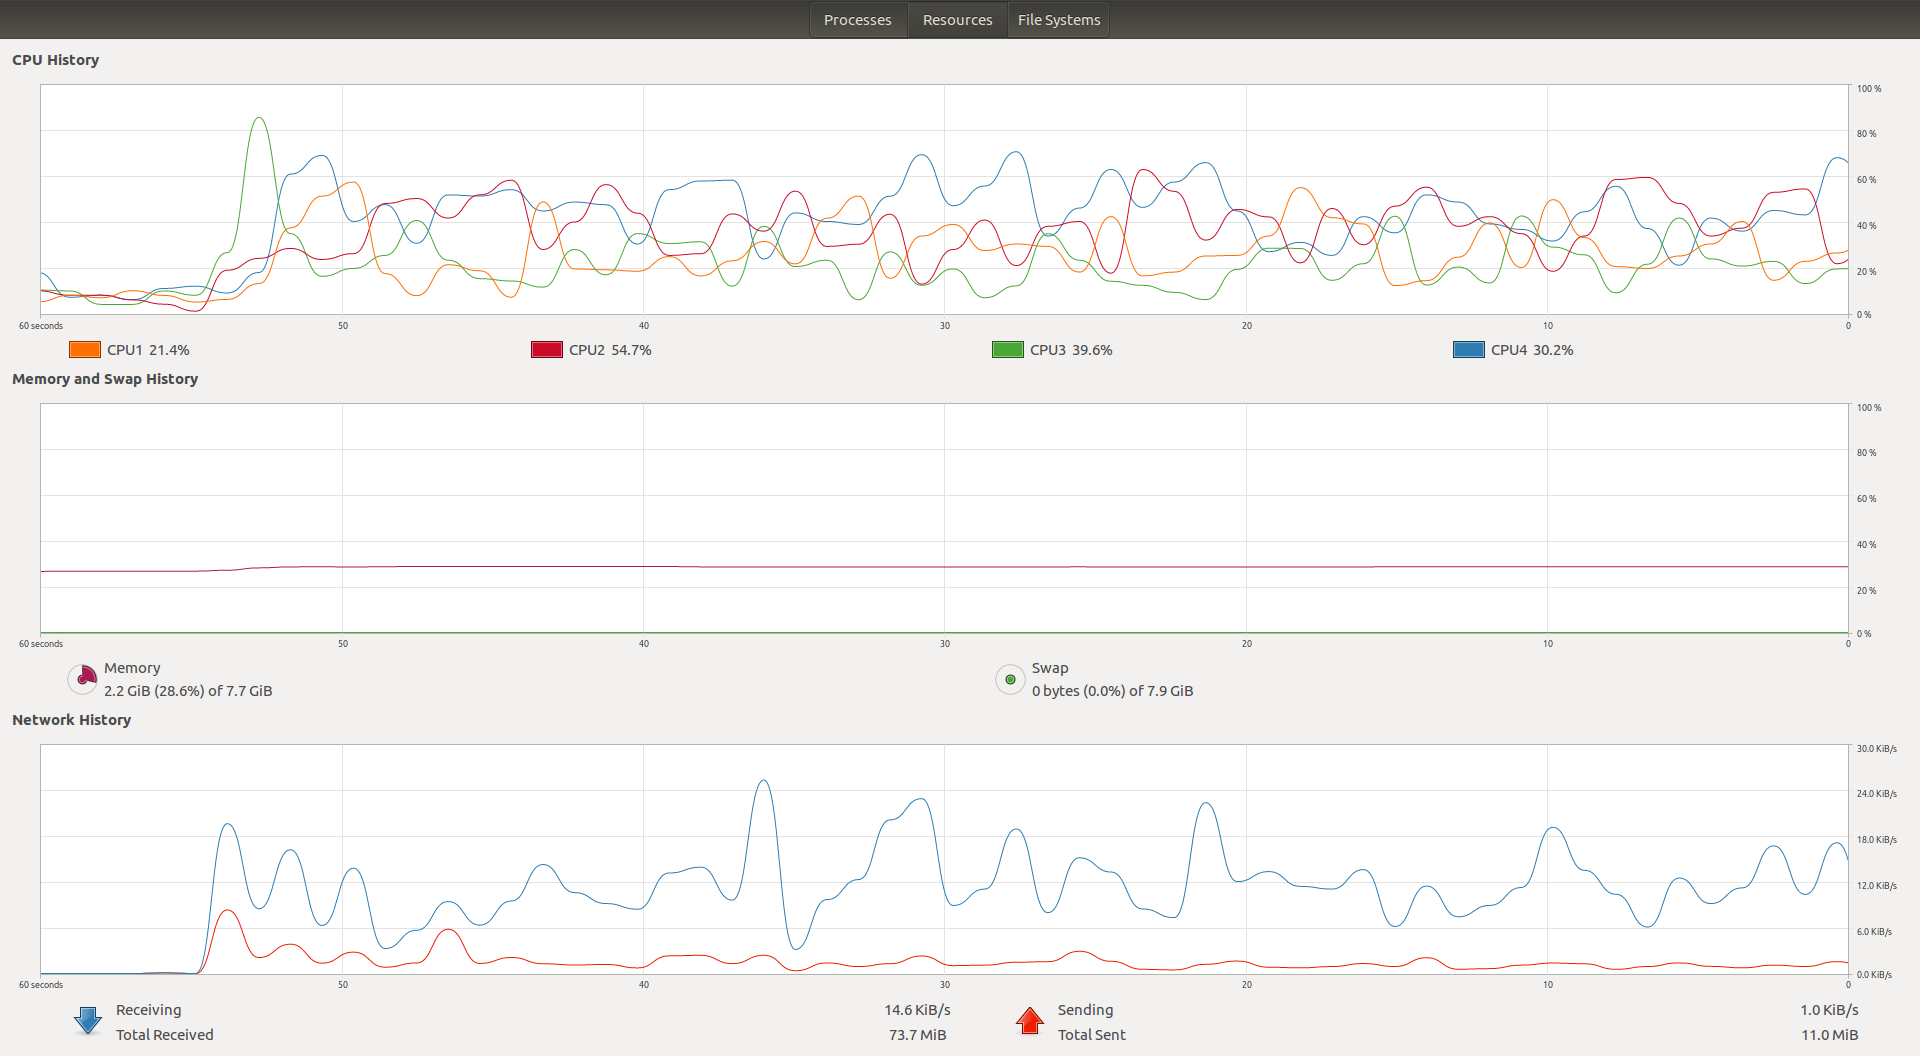 Processes Resources File Systems
CPU History
100 %
80 %
60 %
40 %
20 %
0 %
60 seconds 50 40 30 20 10 0
CPU1 21.4% CPU2 54.7% CPU3 39.6% CPU4 30.2%
Memory and Swap History
100 %
80 %
60 %
40 %
20 %
0 %
60 seconds 50 40 30 20 10 0
Memory Swap
2.2 GiB (28.6%) of 7.7 GiB 0 bytes (0.0%) of 7.9 GiB
Network History
30.0 KiB/s
24.0 KiB/s
18.0 KiB/s
12.0 KiB/s
6.0 KiB/s
0.0 KiB/s
60 seconds 50 40 30 20 10 0
Receiving 14.6 KiB/s Sending 1.0 KiB/s
Total Received 73.7 MiB Total Sent 11.0 MiB